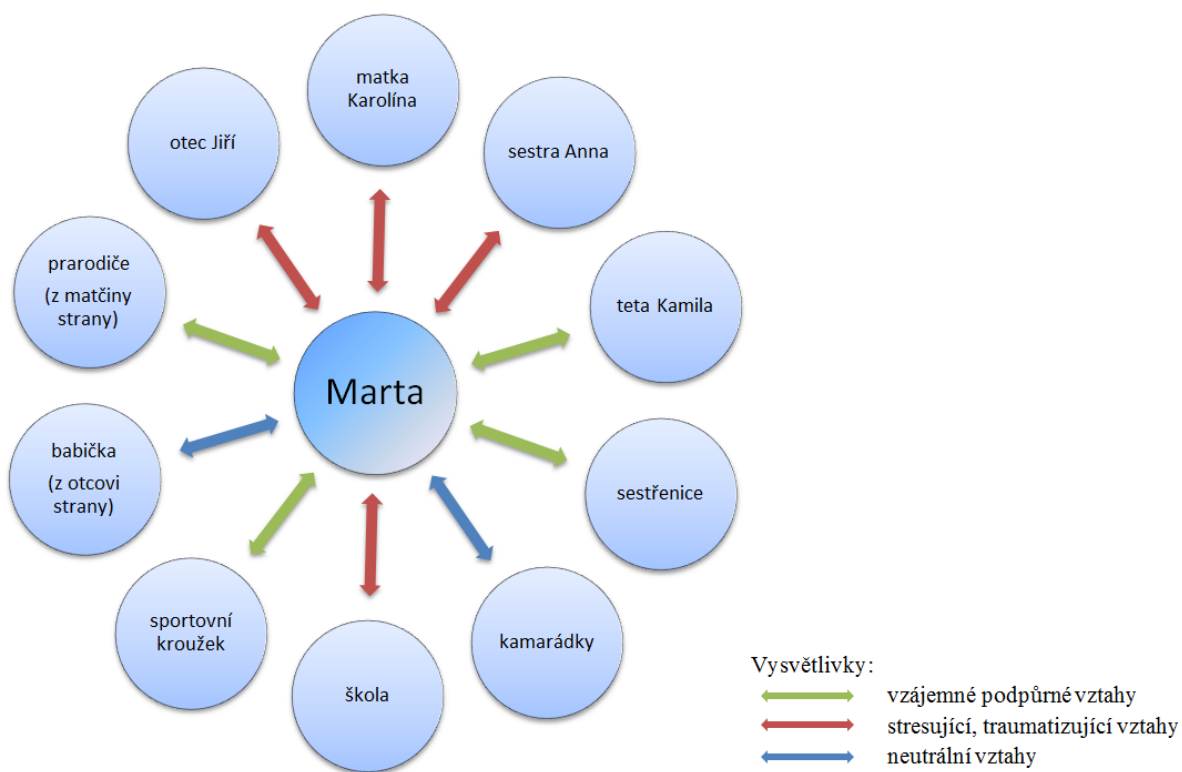 matka
Karolína
otec Jiří
sestra Anna
prarodiče
(z matčiny
strany)
teta Kamila
Marta
babička
(z otcovi
strany)
sestřenice
sportovní
kroužek
škola
kamarádky
Vysvětlivky:
vzájemné podpůrné vztahy
stresující, traumatizující vztahy
neutrální vztahy